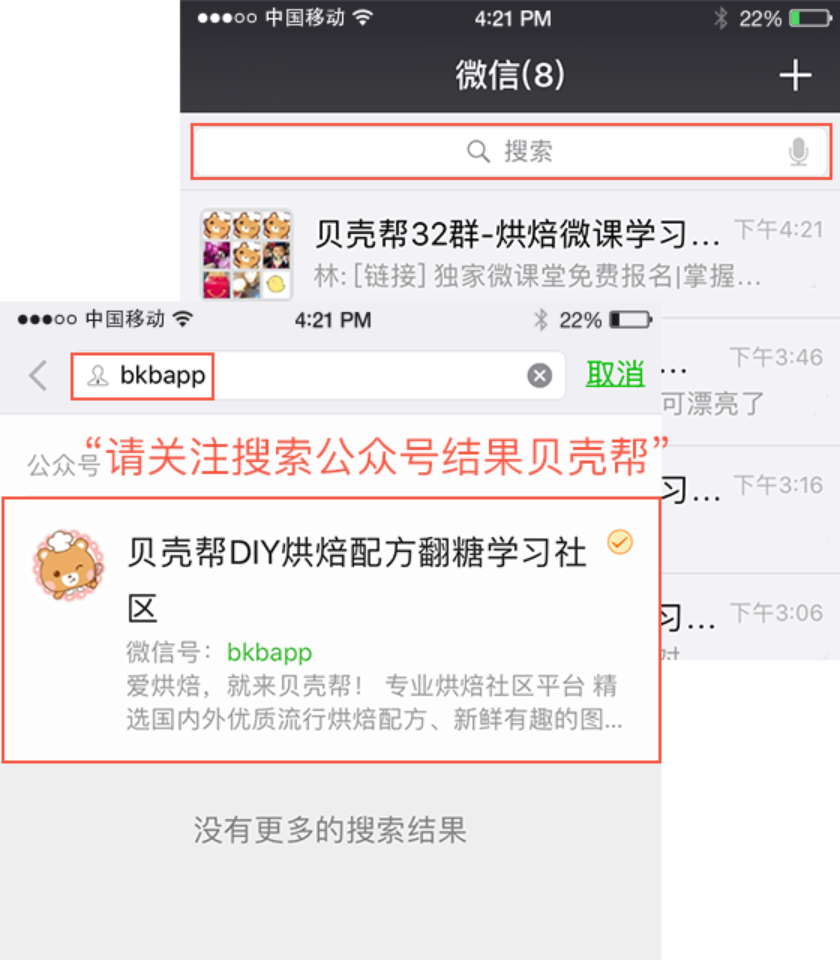 中国移动 4:21 PM 22%
微信(8)
搜索
贝壳帮32群-烘焙微课学习... 下午4:21
林: [链接] 独家微课堂免费报名|掌握...
... 下午3:46
可漂亮了
习... 下午3:16
习... 下午3:06
中国移动 4:21 PM 22%
bkbapp 取消
公众号“请关注搜索公众号结果贝壳帮”
贝壳帮DIY烘焙配方翻糖学习社
区
微信号: bkbapp
爱烘焙，就来贝壳帮！ 专业烘焙社区平台 精
选国内外优质流行烘焙配方、新鲜有趣的图...
没有更多的搜索结果